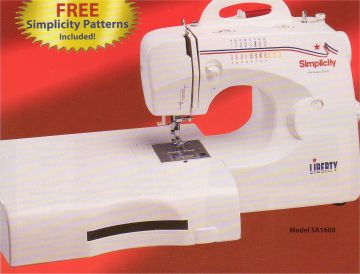 FREE
Simplicity Patterns
Included!
Simplicity
LIBERTY
Model SA1600